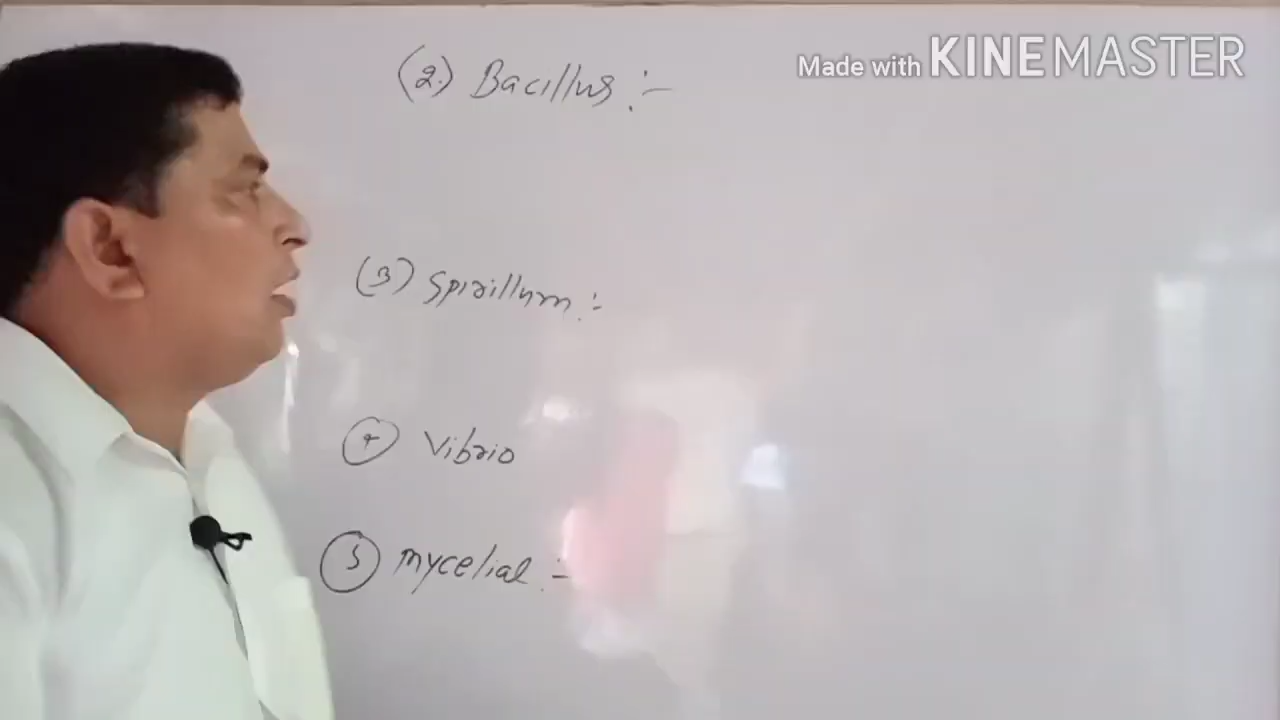 Made with KINEMASTER
(2.) Bacillus :-
(3) Spirillum :-
4 Vibrio
5 Mycelial :-